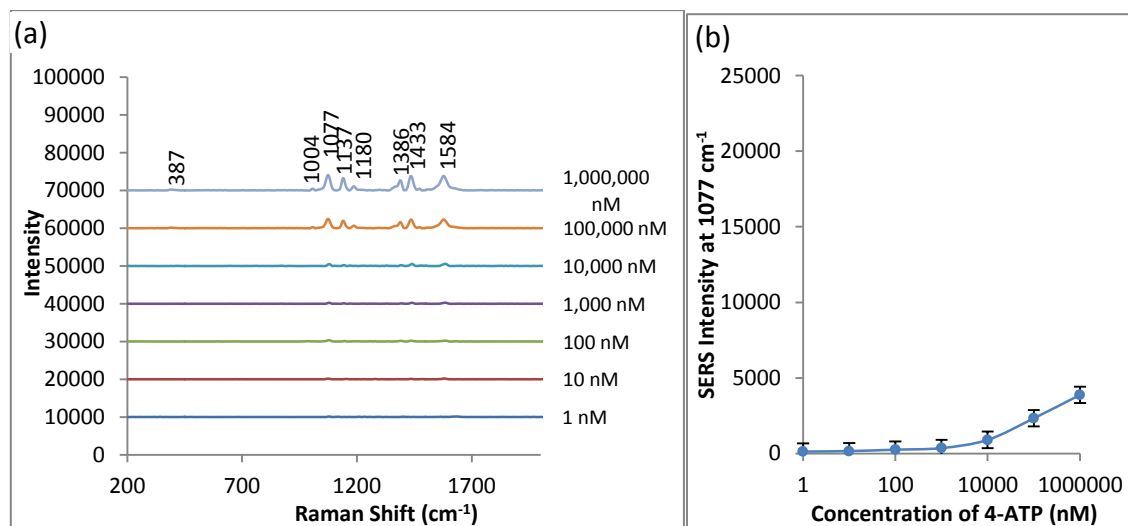 (a)
100000
90000
80000
70000
60000
50000
40000
30000
20000
10000
0
Intensity
387
1004
1077
1137
1180
1386
1433
1584
1,000,000
nM
100,000 nM
10,000 nM
1,000 nM
100 nM
10 nM
1 nM
200
700
1200
1700
Raman Shift (cm⁻¹)
(b)
25000
20000
15000
10000
5000
0
SERS Intensity at 1077 cm⁻¹
1
100
10000
1000000
Concentration of 4-ATP (nM)